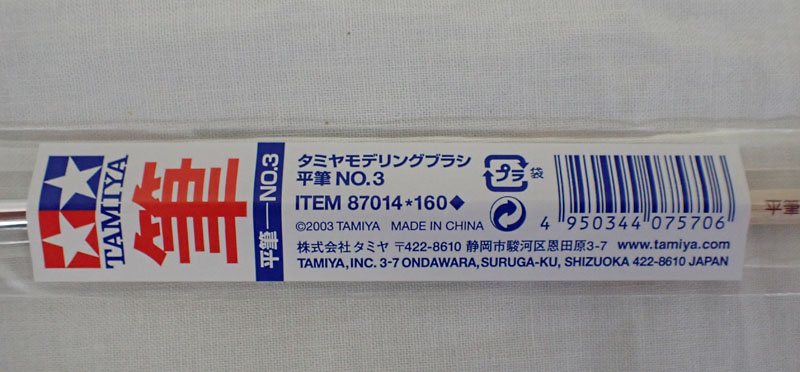 TAMIYA
筆
平筆—NO.3
タミヤモデリングブラシ
平筆 NO.3
ITEM 87014*160◆
©2003 TAMIYA MADE IN CHINA
プラ
袋
4 950344 075706
株式会社タミヤ 〒422-8610 静岡市駿河区恩田原3-7 www.tamiya.com
TAMIYA, INC. 3-7 ONDAWARA, SURUGA-KU, SHIZUOKA 422-8610 JAPAN
平筆